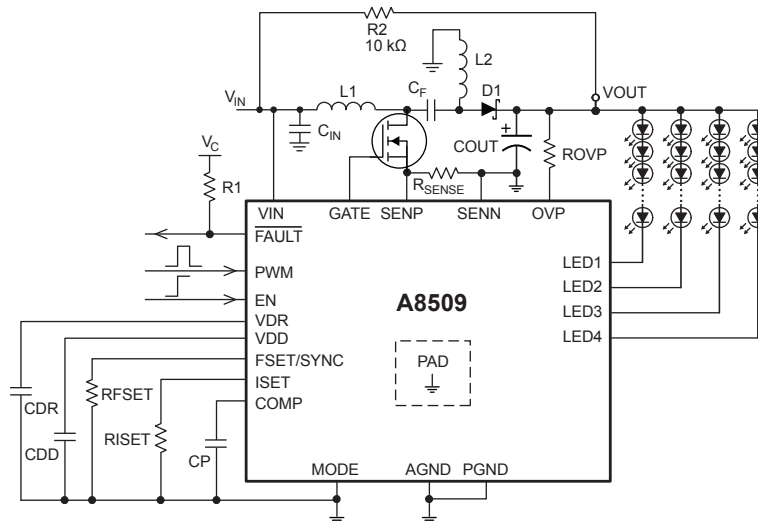 R2
10 kΩ
L2
L1
CF
D1
VOUT
VIN
CIN
+
COUT
ROVP
VC
R1
RSENSE
VIN
GATE
SENP
SENN
OVP
FAULT
PWM
EN
VDR
VDD
FSET/SYNC
ISET
COMP
A8509
PAD
LED1
LED2
LED3
LED4
CDR
CDD
RFSET
RISET
CP
MODE
AGND
PGND